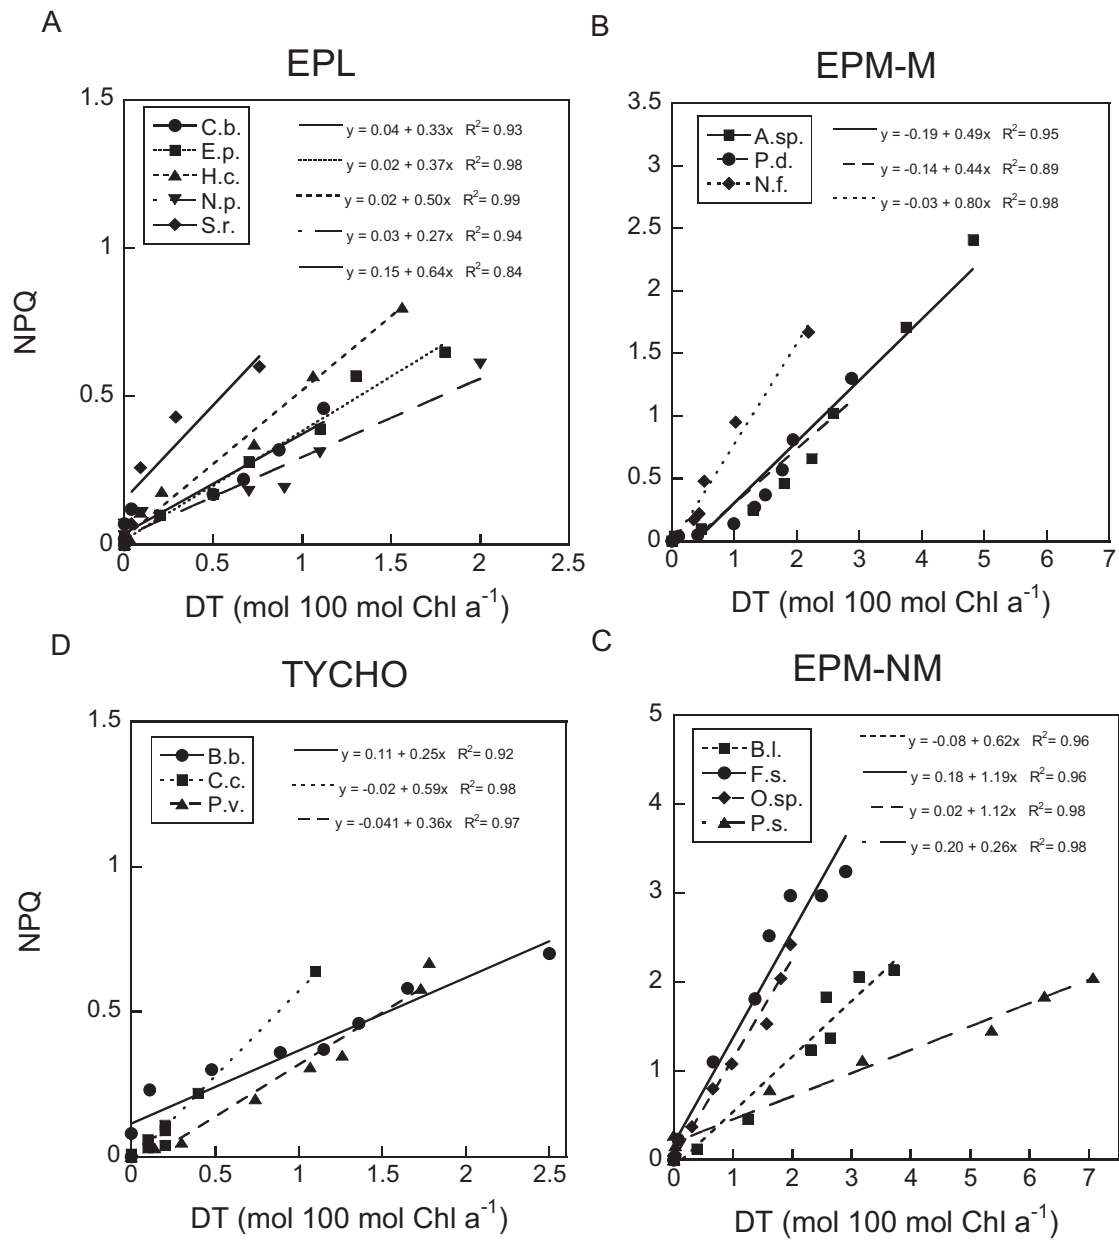 A
EPL
1.5
1
0.5
0
NPQ
C.b.
E.p.
H.c.
N.p.
S.r.
y = 0.04 + 0.33x R²= 0.93
y = 0.02 + 0.37x R²= 0.98
y = 0.02 + 0.50x R²= 0.99
y = 0.03 + 0.27x R²= 0.94
y = 0.15 + 0.64x R²= 0.84
0 0.5 1 1.5 2 2.5
DT (mol 100 mol Chl a⁻¹)
B
EPM-M
3.5
3
2.5
2
1.5
1
0.5
0
A.sp.
P.d.
N.f.
y = -0.19 + 0.49x R²= 0.95
y = -0.14 + 0.44x R²= 0.89
y = -0.03 + 0.80x R²= 0.98
0 1 2 3 4 5 6 7
DT (mol 100 mol Chl a⁻¹)
D
TYCHO
1.5
1
0.5
0
NPQ
B.b.
C.c.
P.v.
y = 0.11 + 0.25x R²= 0.92
y = -0.02 + 0.59x R²= 0.98
y = -0.041 + 0.36x R²= 0.97
0 0.5 1 1.5 2 2.5
DT (mol 100 mol Chl a⁻¹)
C
EPM-NM
5
4
3
2
1
0
B.l.
F.s.
O.sp.
P.s.
y = -0.08 + 0.62x R²= 0.96
y = 0.18 + 1.19x R²= 0.96
y = 0.02 + 1.12x R²= 0.98
y = 0.20 + 0.26x R²= 0.98
0 1 2 3 4 5 6 7
DT (mol 100 mol Chl a⁻¹)